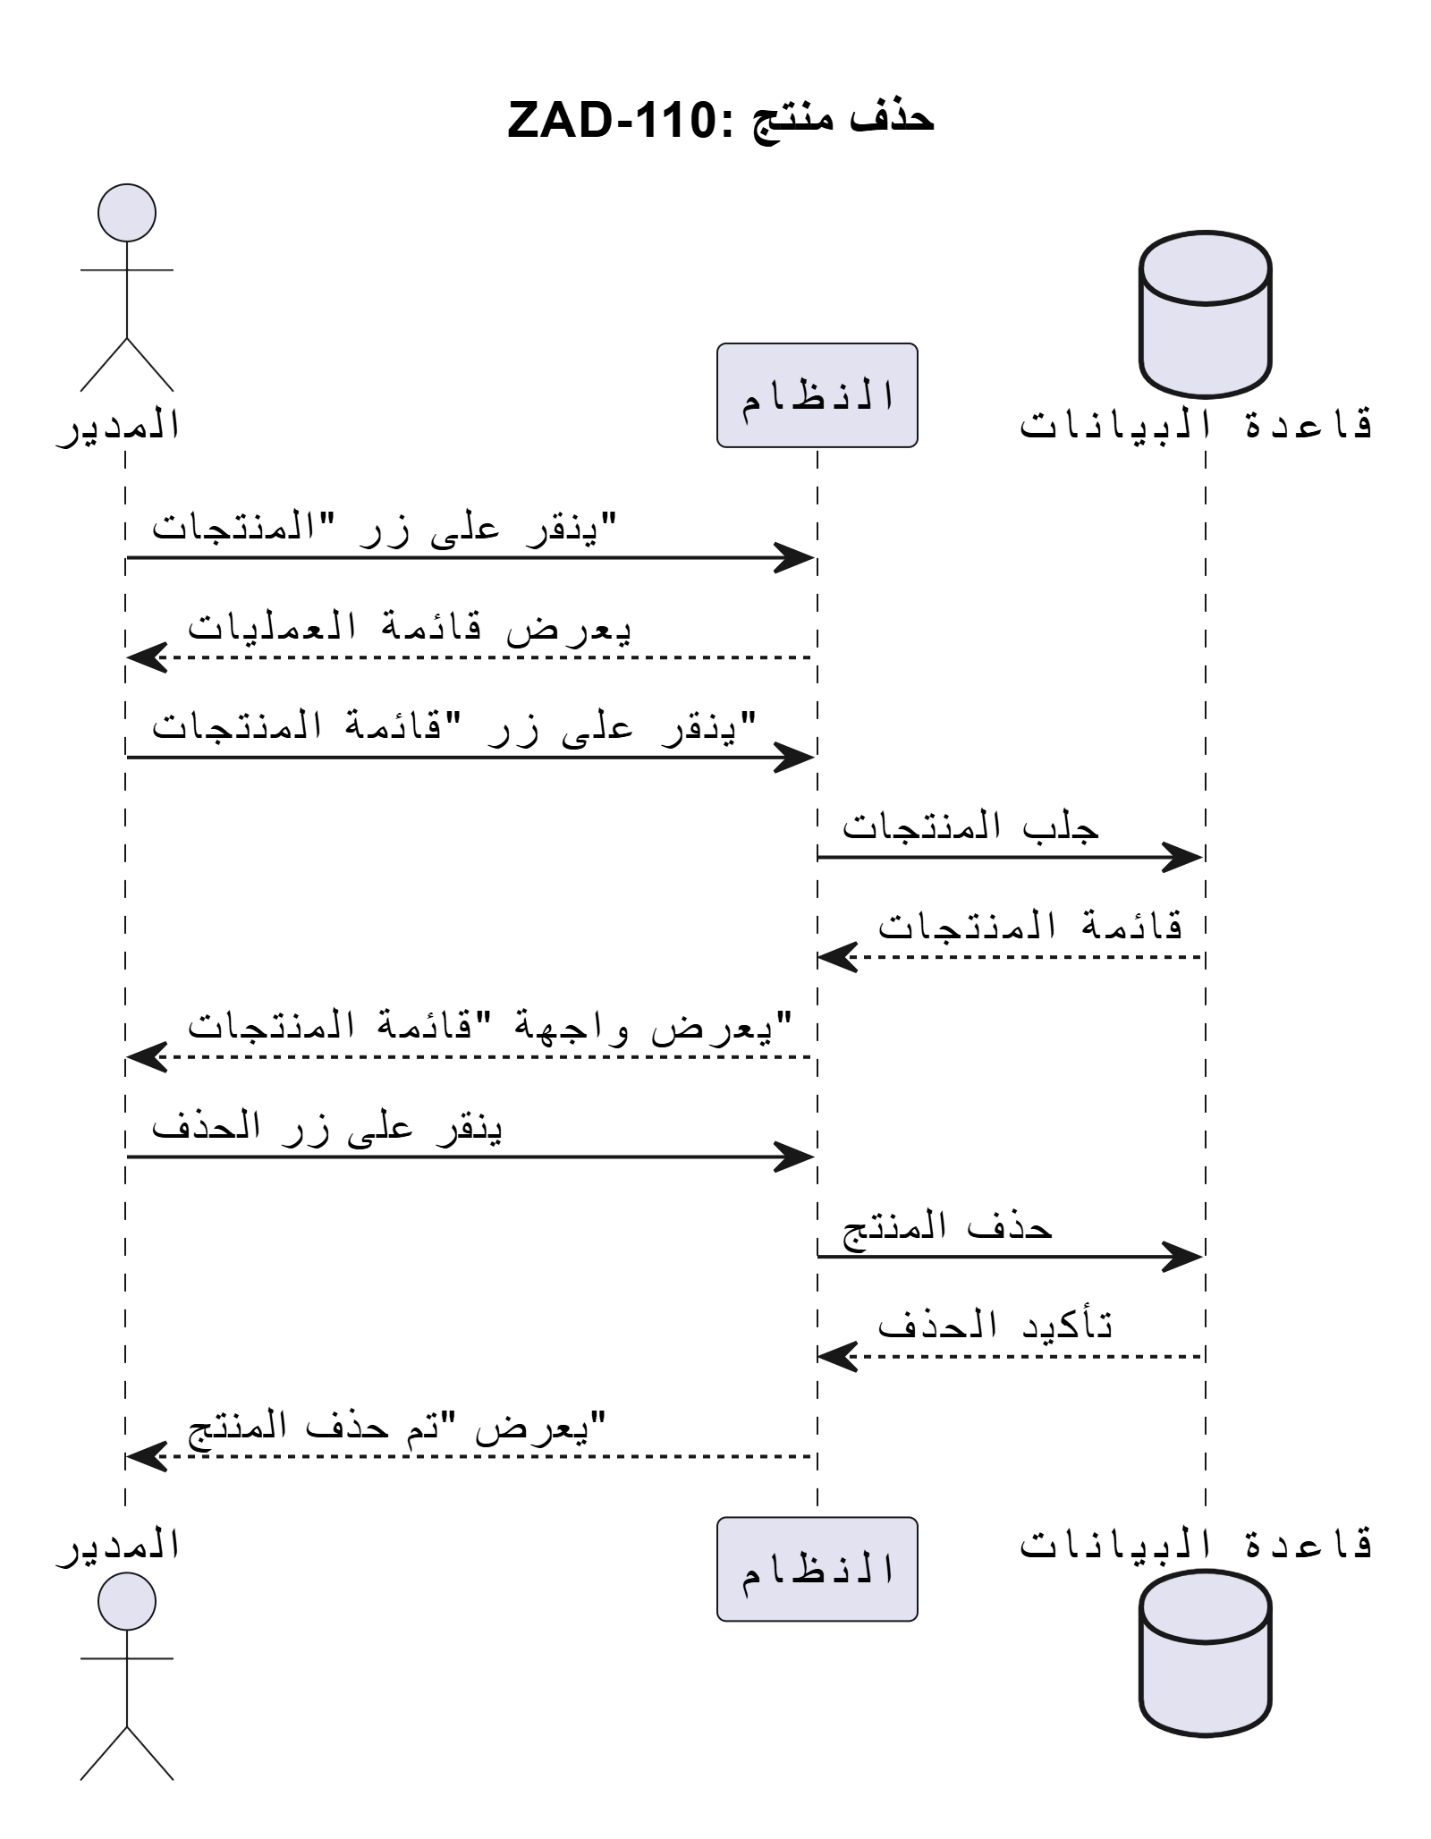 ZAD-110: حذف منتج
المدير
النظام
قاعدة البيانات
ينقر على زر "المنتجات"
يعرض قائمة العمليات
ينقر على زر "قائمة المنتجات"
جلب المنتجات
قائمة المنتجات
يعرض واجهة "قائمة المنتجات"
ينقر على زر الحذف
حذف المنتج
تأكيد الحذف
يعرض "تم حذف المنتج"
المدير
النظام
قاعدة البيانات